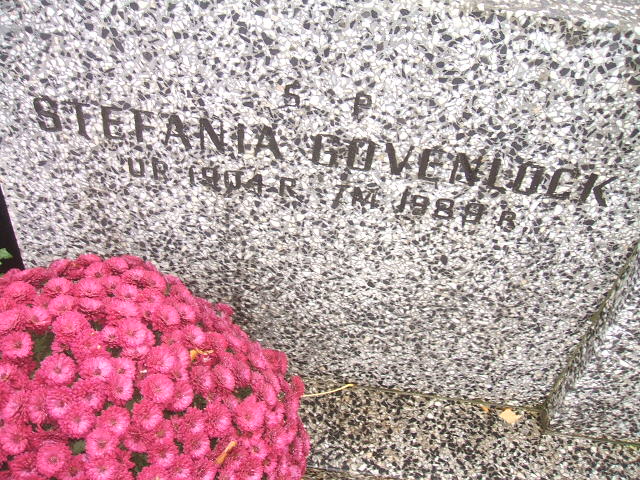 S P
STEFANIA GOVENLOCK
UR 1904 R ZM 1989 R